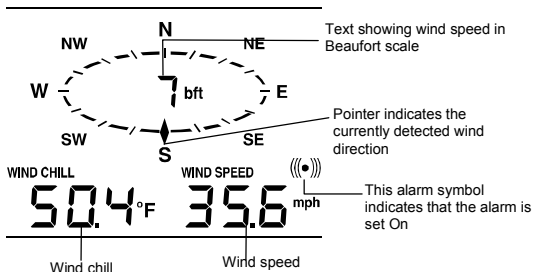 N
NW
NE
Text showing wind speed in
Beaufort scale
W
7 bft
E
Pointer indicates the
currently detected wind
direction
SW
S
SE
WIND CHILL
WIND SPEED
50.4°F
35.6 mph
This alarm symbol
indicates that the alarm is
set On
Wind chill
Wind speed